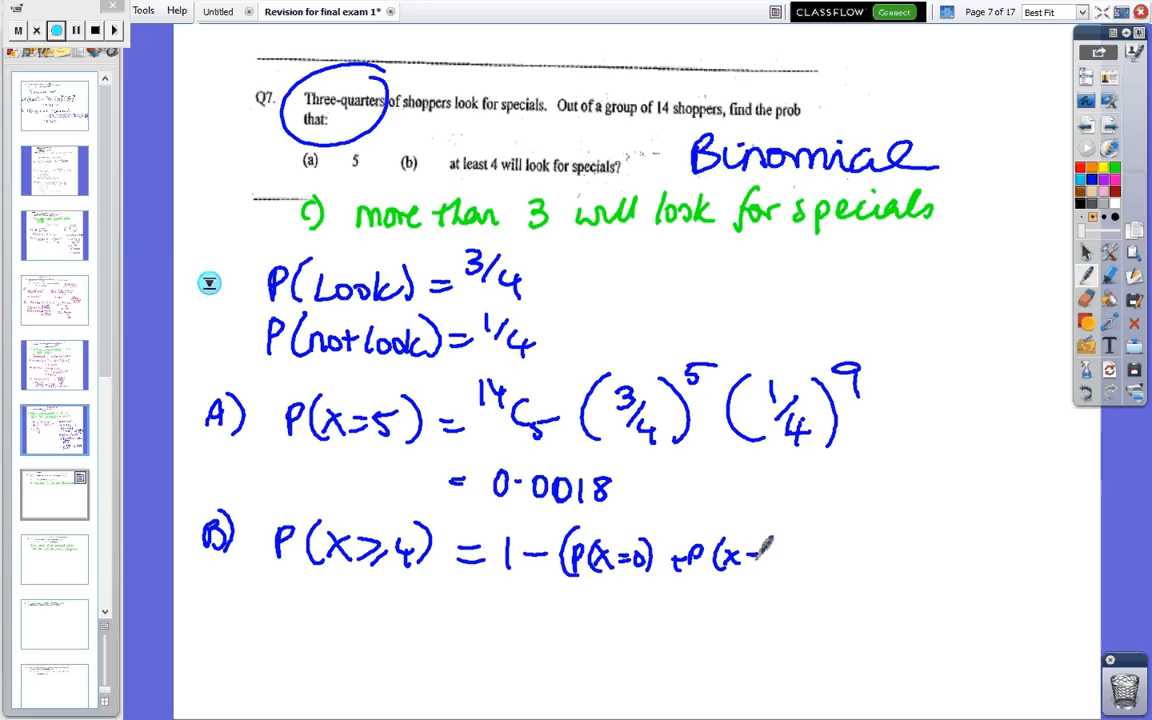 Tools Help Untitled Revision for final exam 1* CLASSFLOW Connect Page 7 of 17 Best Fit
Q7. Three-quarters of shoppers look for specials. Out of a group of 14 shoppers, find the prob
that:
(a) 5 (b) at least 4 will look for specials?
Binomial
c) more than 3 will look for specials
P(Look) = 3/4
P(not look) = 1/4
A) P(x=5) = ¹⁴C₅ (3/4)⁵ (1/4)⁹
= 0.0018
B) P(x⩾4) = 1 - (P(x=0) + P(x-